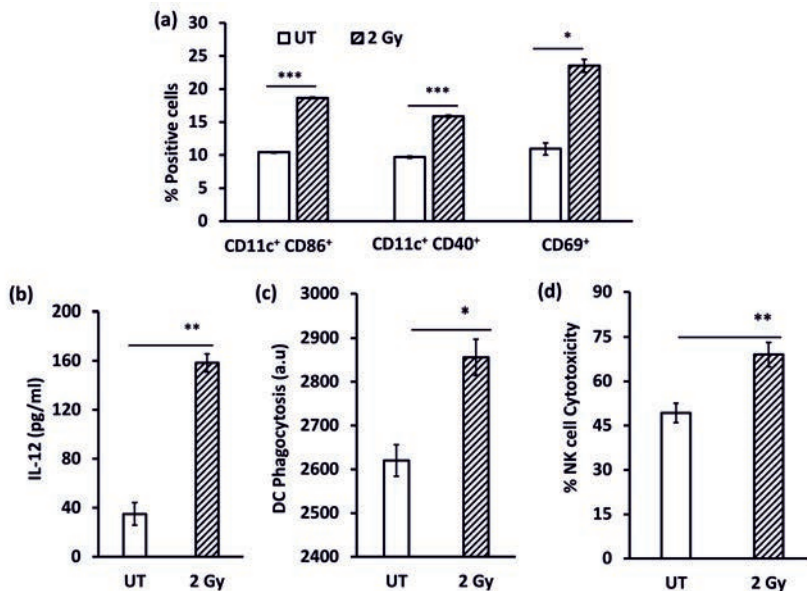 (a)
UT 2 Gy
% Positive cells
30
25
20
15
10
5
0
***
***
*
CD11c⁺ CD86⁺ CD11c⁺ CD40⁺ CD69⁺
(b)
IL-12 (pg/ml)
200
160
120
80
40
0
**
UT 2 Gy
(c)
DC Phagocytosis (a.u)
3000
2900
2800
2700
2600
2500
2400
*
UT 2 Gy
(d)
% NK cell Cytotoxicity
90
75
60
45
30
15
0
**
UT 2 Gy